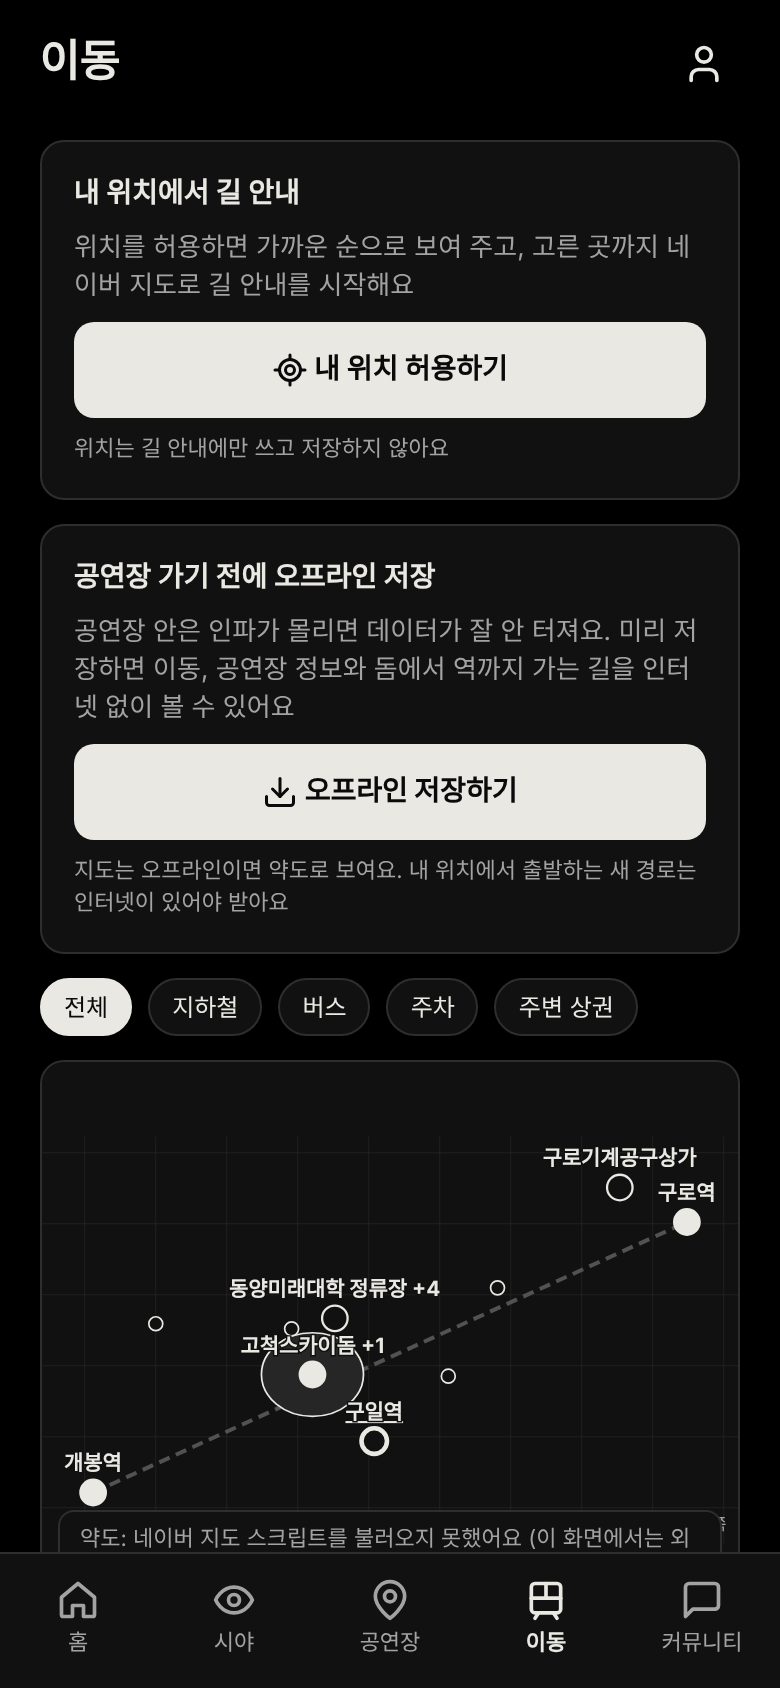 이동
내 위치에서 길 안내
위치를 허용하면 가까운 순으로 보여 주고, 고른 곳까지 네
이버 지도로 길 안내를 시작해요
내 위치 허용하기
위치는 길 안내에만 쓰고 저장하지 않아요
공연장 가기 전에 오프라인 저장
공연장 안은 인파가 몰리면 데이터가 잘 안 터져요. 미리 저
장하면 이동, 공연장 정보와 돔에서 역까지 가는 길을 인터
넷 없이 볼 수 있어요
오프라인 저장하기
지도는 오프라인이면 약도로 보여요. 내 위치에서 출발하는 새 경로는
인터넷이 있어야 받아요
전체 지하철 버스 주차 주변 상권
구로기계공구상가
구로역
동양미래대학 정류장 +4
고척스카이돔 +1
구일역
개봉역
약도: 네이버 지도 스크립트를 불러오지 못했어요 (이 화면에서는 외
홈 시야 공연장 이동 커뮤니티